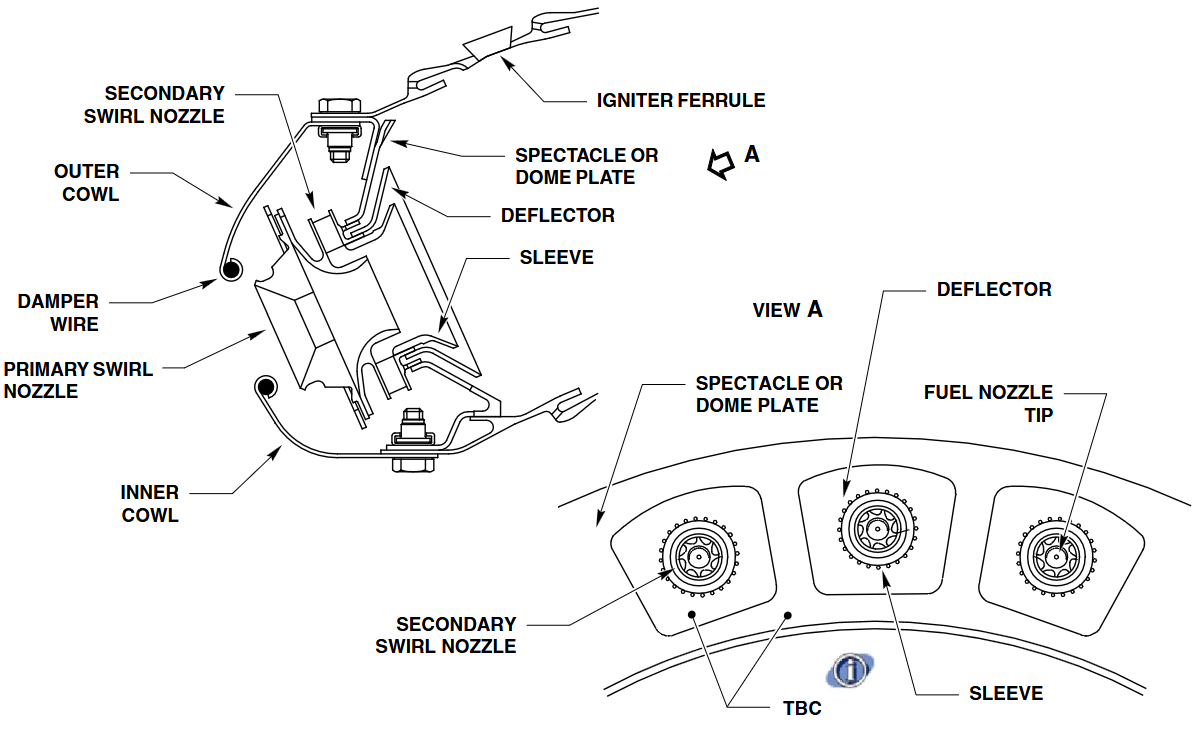 SECONDARY
SWIRL NOZZLE
IGNITER FERRULE
OUTER
COWL
SPECTACLE OR
DOME PLATE
A
DEFLECTOR
SLEEVE
DAMPER
WIRE
PRIMARY SWIRL
NOZZLE
INNER
COWL
VIEW A
DEFLECTOR
SPECTACLE OR
DOME PLATE
FUEL NOZZLE
TIP
SECONDARY
SWIRL NOZZLE
i
SLEEVE
TBC